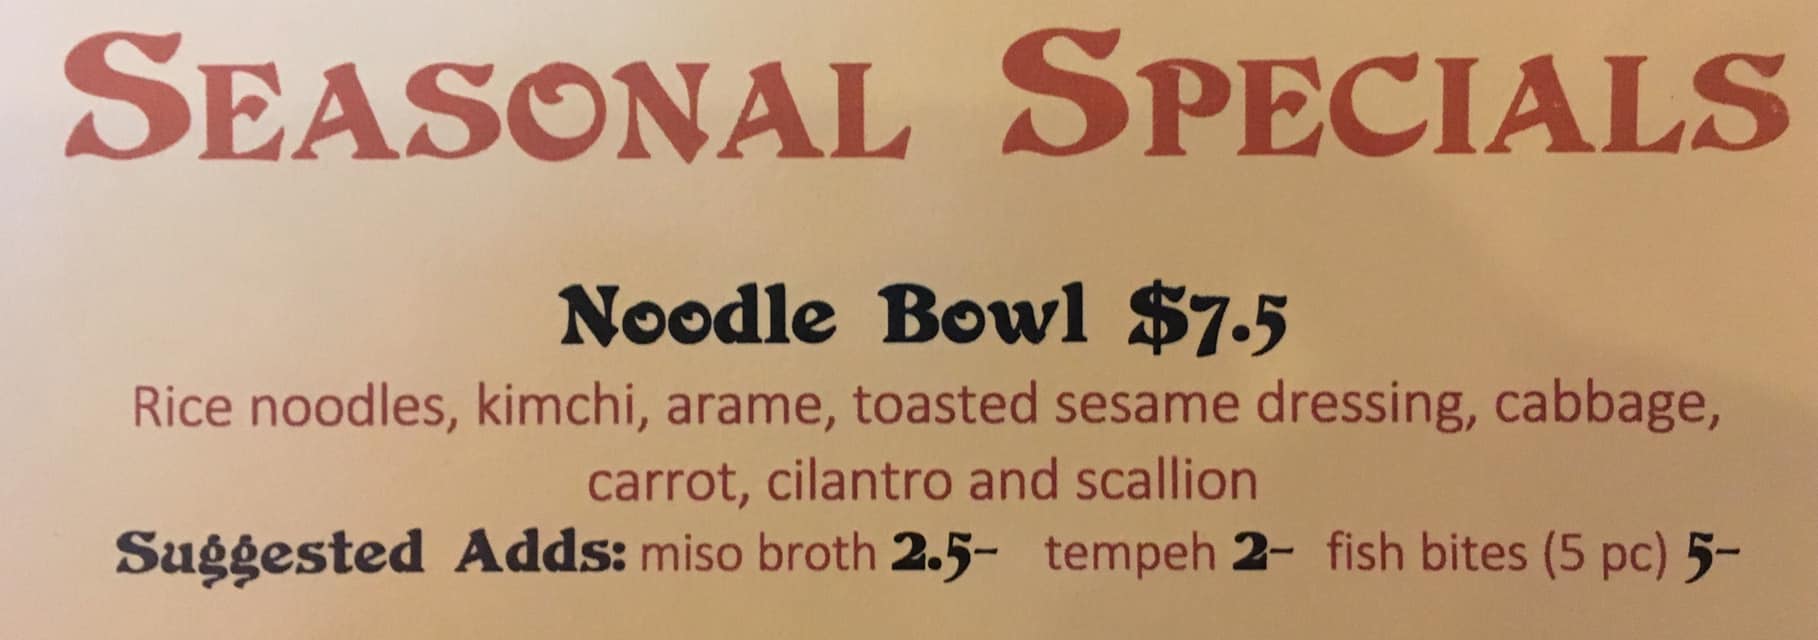 Seasonal Specials
Noodle Bowl $7.5
Rice noodles, kimchi, arame, toasted sesame dressing, cabbage,
carrot, cilantro and scallion
Suggested Adds: miso broth 2.5- tempeh 2- fish bites (5 pc) 5-